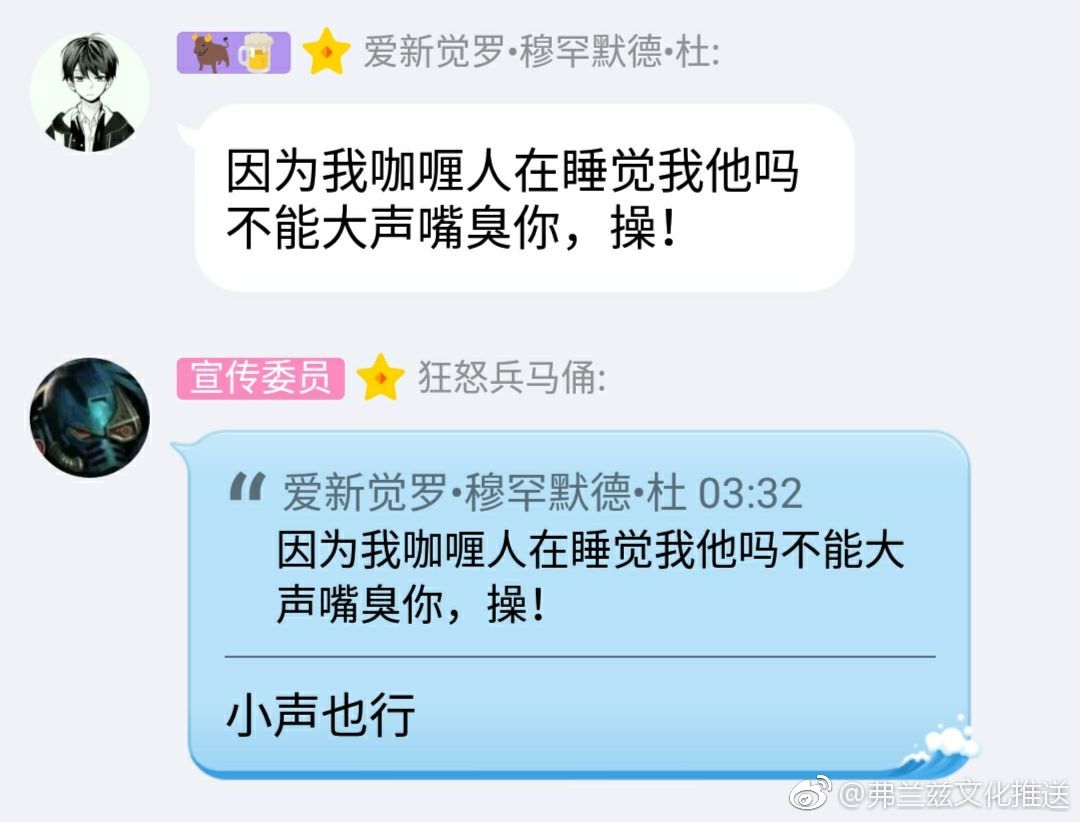 爱新觉罗•穆罕默德•杜:
因为我咖喱人在睡觉我他吗
不能大声嘴臭你，操！
宣传委员 狂怒兵马俑:
爱新觉罗•穆罕默德•杜 03:32
因为我咖喱人在睡觉我他吗不能大
声嘴臭你，操！
小声也行
@弗兰兹文化推送